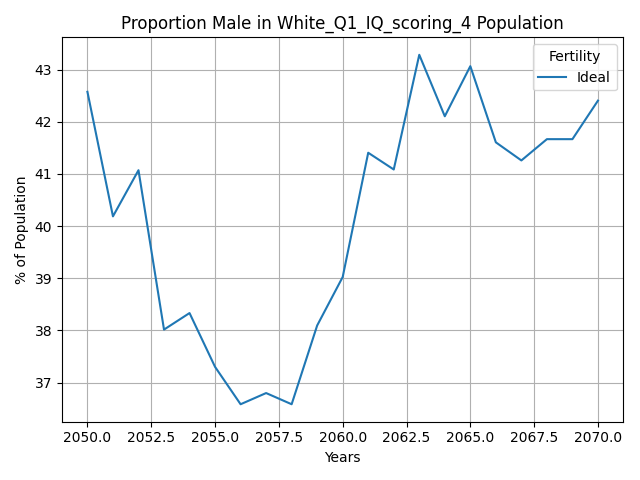 Proportion Male in White_Q1_IQ_scoring_4 Population
Fertility
Ideal
% of Population
43
42
41
40
39
38
37
2050.0 2052.5 2055.0 2057.5 2060.0 2062.5 2065.0 2067.5 2070.0
Years